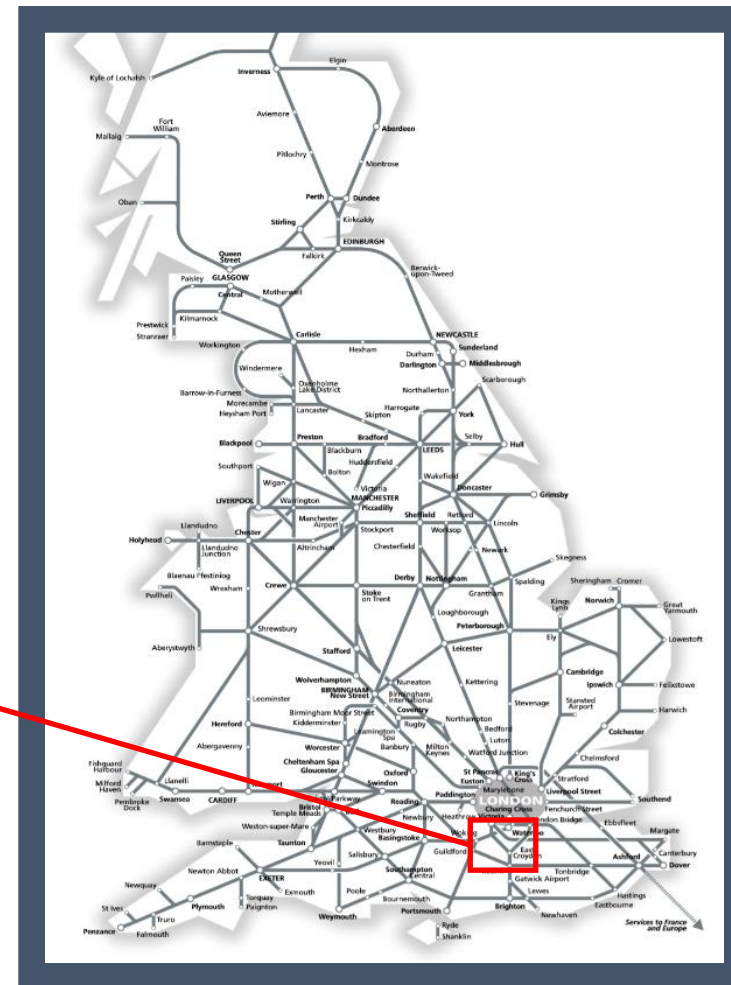 Elgin
Kyle of Lochalsh
Inverness
Aviemore
Fort
William
Aberdeen
Mallaig
Pitlochry
Montrose
Perth
Dundee
Oban
Kirkcaldy
Stirling
EDINBURGH
Queen
Street
Falkirk
Berwick-
upon-Tweed
Paisley
GLASGOW
Central
Motherwell
Kilmarnock
Prestwick
Stranraer
Carlisle
NEWCASTLE
Workington
Hexham
Sunderland
Durham
Darlington
Middlesbrough
Windermere
Oxenholme
Lake District
Scarborough
Barrow-in-Furness
Northallerton
Morecambe
Heysham Port
Lancaster
Harrogate
Skipton
York
Blackpool
Preston
Bradford
Selby
Hull
Blackburn
LEEDS
Southport
Huddersfield
Bolton
Wakefield
Wigan
Victoria
Doncaster
Grimsby
LIVERPOOL
Warrington
MANCHESTER
Piccadilly
Manchester
Airport
Stockport
Sheffield
Retford
Lincoln
Worksop
Llandudno
Holyhead
Chester
Llandudno
Junction
Altrincham
Chesterfield
Newark
Skegness
Blaenau Ffestiniog
Pwllheli
Wrexham
Crewe
Stoke
on Trent
Derby
Nottingham
Grantham
Spalding
Sheringham
Cromer
Kings
Lynn
Norwich
Great
Yarmouth
Loughborough
Peterborough
Shrewsbury
Ely
Lowestoft
Aberystwyth
Stafford
Leicester
Wolverhampton
Nuneaton
Kettering
Cambridge
BIRMINGHAM
New Street
Birmingham
International
Ipswich
Felixstowe
Leominster
Coventry
Stevenage
Stansted
Airport
Harwich
Birmingham Moor Street
Kidderminster
Rugby
Northampton
Hereford
Leamington
Spa
Bedford
Colchester
Abergavenny
Worcester
Banbury
Milton
Keynes
Luton
Watford Junction
Chelmsford
Cheltenham Spa
Gloucester
Fishguard
Harbour
Oxford
St Pancras
Euston
King's
Cross
Stratford
Milford
Haven
Llanelli
Swindon
Paddington
Marylebone
Liverpool Street
Pembroke
Dock
Swansea
CARDIFF
Newport
Parkway
Reading
LONDON
Fenchurch Street
Southend
Bristol
Temple Meads
Newbury
Heathrow
Victoria
Charing Cross
London Bridge
Ebbsfleet
Weston-super-Mare
Westbury
Basingstoke
Woking
Waterloo
Margate
Barnstaple
Taunton
Guildford
East
Croydon
Canterbury
Yeovil
Salisbury
Ashford
Dover
Newton Abbot
Tonbridge
EXETER
Southampton
Central
Gatwick Airport
Newquay
Exmouth
Poole
Lewes
Hastings
St Ives
Plymouth
Torquay
Paignton
Bournemouth
Eastbourne
Truro
Weymouth
Portsmouth
Brighton
Newhaven
Penzance
Falmouth
Ryde
Shanklin
Services to France
and Europe